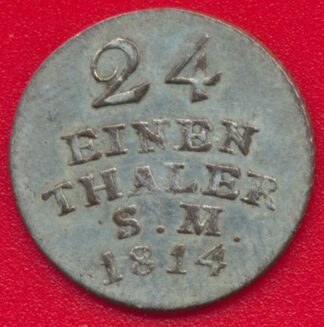 24
EINEN
THALER
S.M.
1814